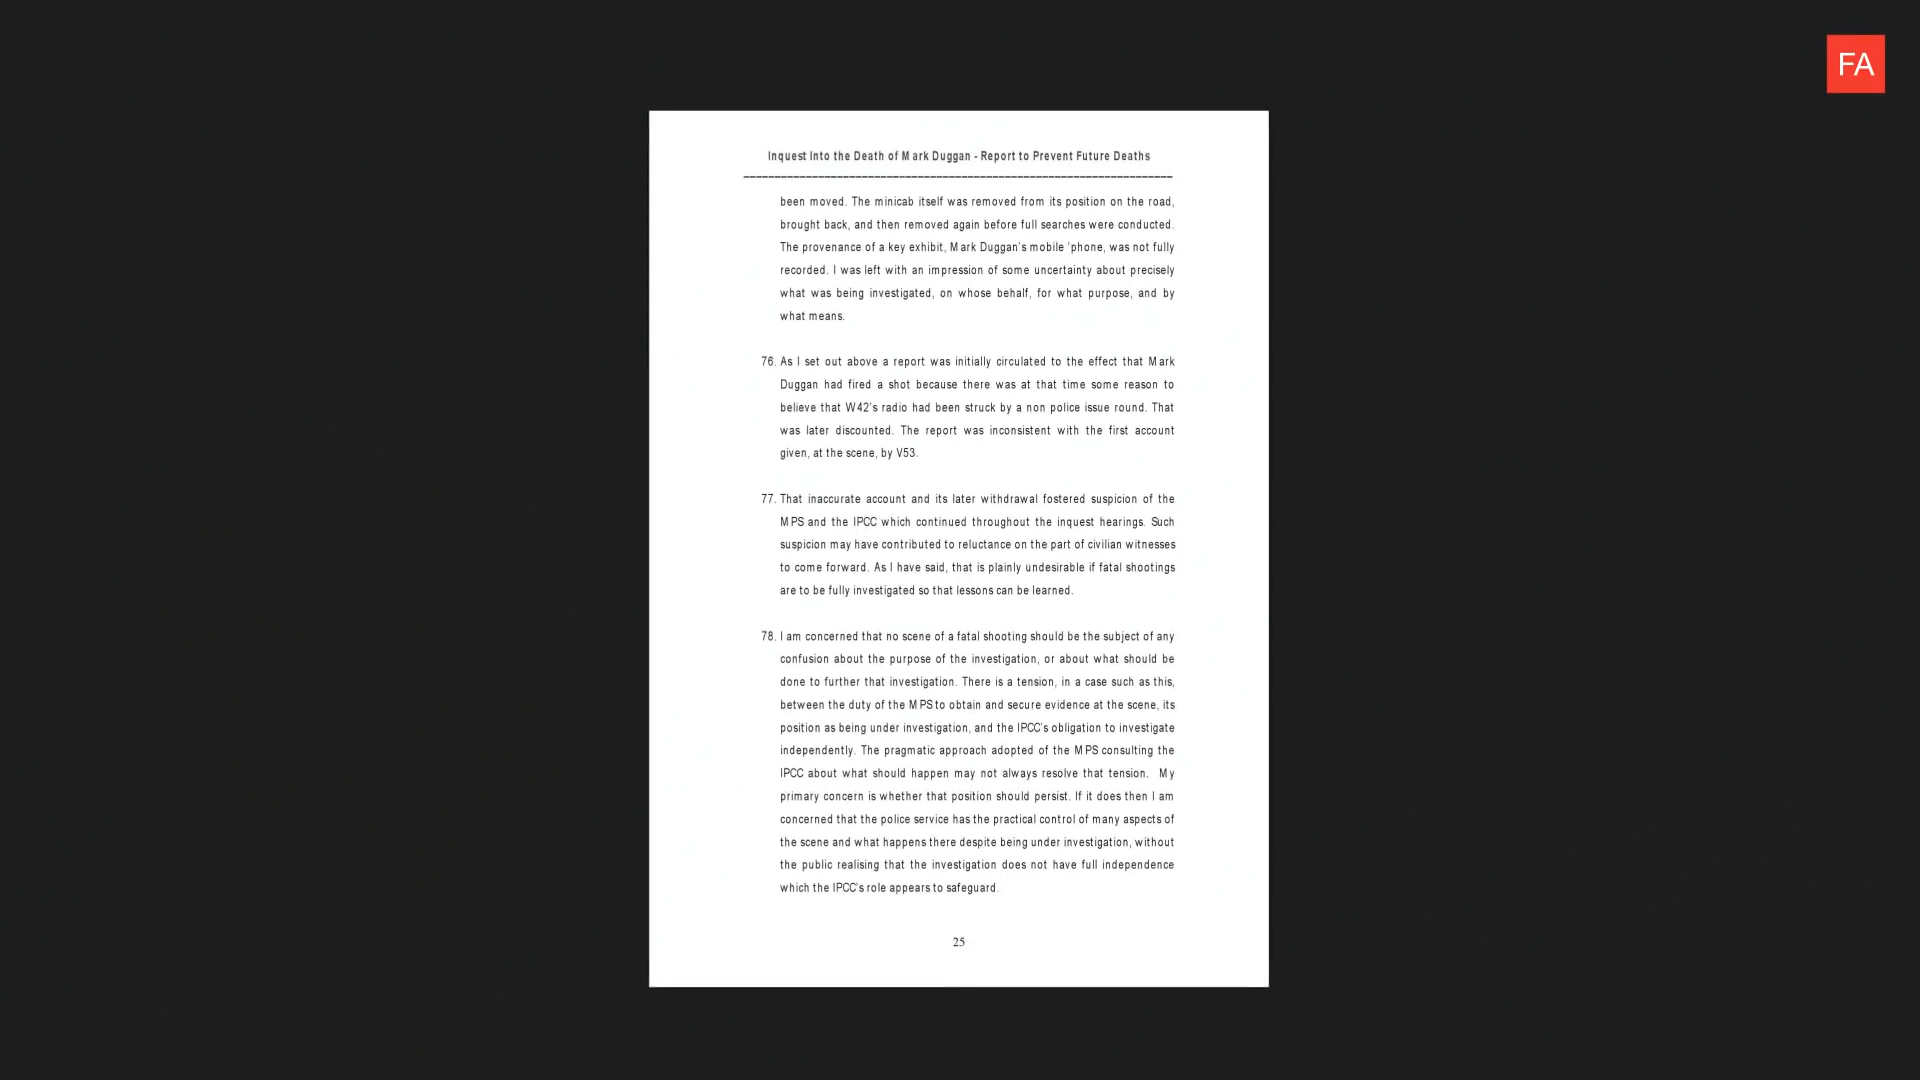 FA
Inquest Into the Death of Mark Duggan - Report to Prevent Future Deaths
been moved. The minicab itself was removed from its position on the road,
brought back, and then removed again before full searches were conducted.
The provenance of a key exhibit, Mark Duggan's mobile 'phone, was not fully
recorded. I was left with an impression of some uncertainty about precisely
what was being investigated, on whose behalf, for what purpose, and by
what means.
76. As I set out above a report was initially circulated to the effect that Mark
Duggan had fired a shot because there was at that time some reason to
believe that W42's radio had been struck by a non police issue round. That
was later discounted. The report was inconsistent with the first account
given, at the scene, by V53.
77. That inaccurate account and its later withdrawal fostered suspicion of the
MPS and the IPCC which continued throughout the inquest hearings. Such
suspicion may have contributed to reluctance on the part of civilian witnesses
to come forward. As I have said, that is plainly undesirable if fatal shootings
are to be fully investigated so that lessons can be learned.
78. I am concerned that no scene of a fatal shooting should be the subject of any
confusion about the purpose of the investigation, or about what should be
done to further that investigation. There is a tension, in a case such as this,
between the duty of the MPS to obtain and secure evidence at the scene, its
position as being under investigation, and the IPCC's obligation to investigate
independently. The pragmatic approach adopted of the MPS consulting the
IPCC about what should happen may not always resolve that tension. My
primary concern is whether that position should persist. If it does then I am
concerned that the police service has the practical control of many aspects of
the scene and what happens there despite being under investigation, without
the public realising that the investigation does not have full independence
which the IPCC's role appears to safeguard.
25